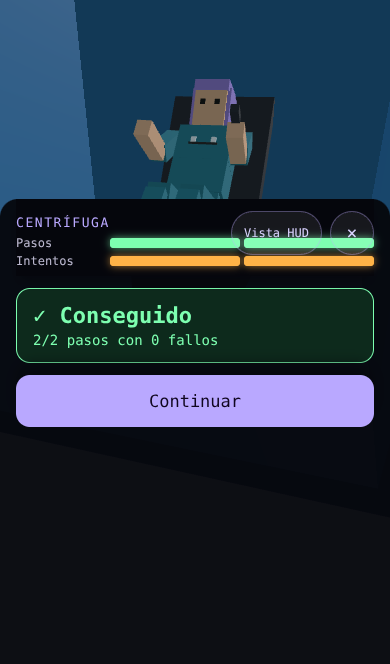 CENTRÍFUGA
Vista HUD
✕
Pasos
Intentos
✓ Conseguido
2/2 pasos con 0 fallos
Continuar